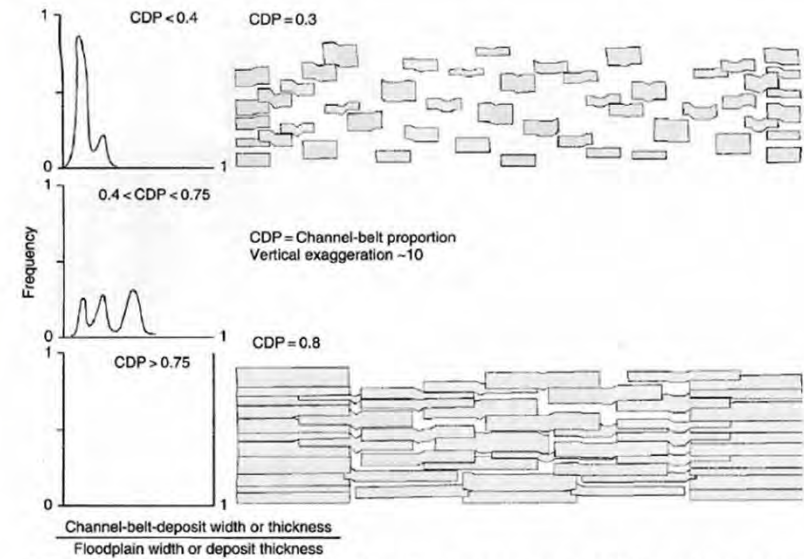 1
CDP < 0.4
CDP = 0.3
0
1
1
0.4 < CDP < 0.75
CDP = Channel-belt proportion
Vertical exaggeration ~10
Frequency
0
1
CDP = 0.8
1
CDP > 0.75
0
1
Channel-belt-deposit width or thickness
Floodplain width or deposit thickness